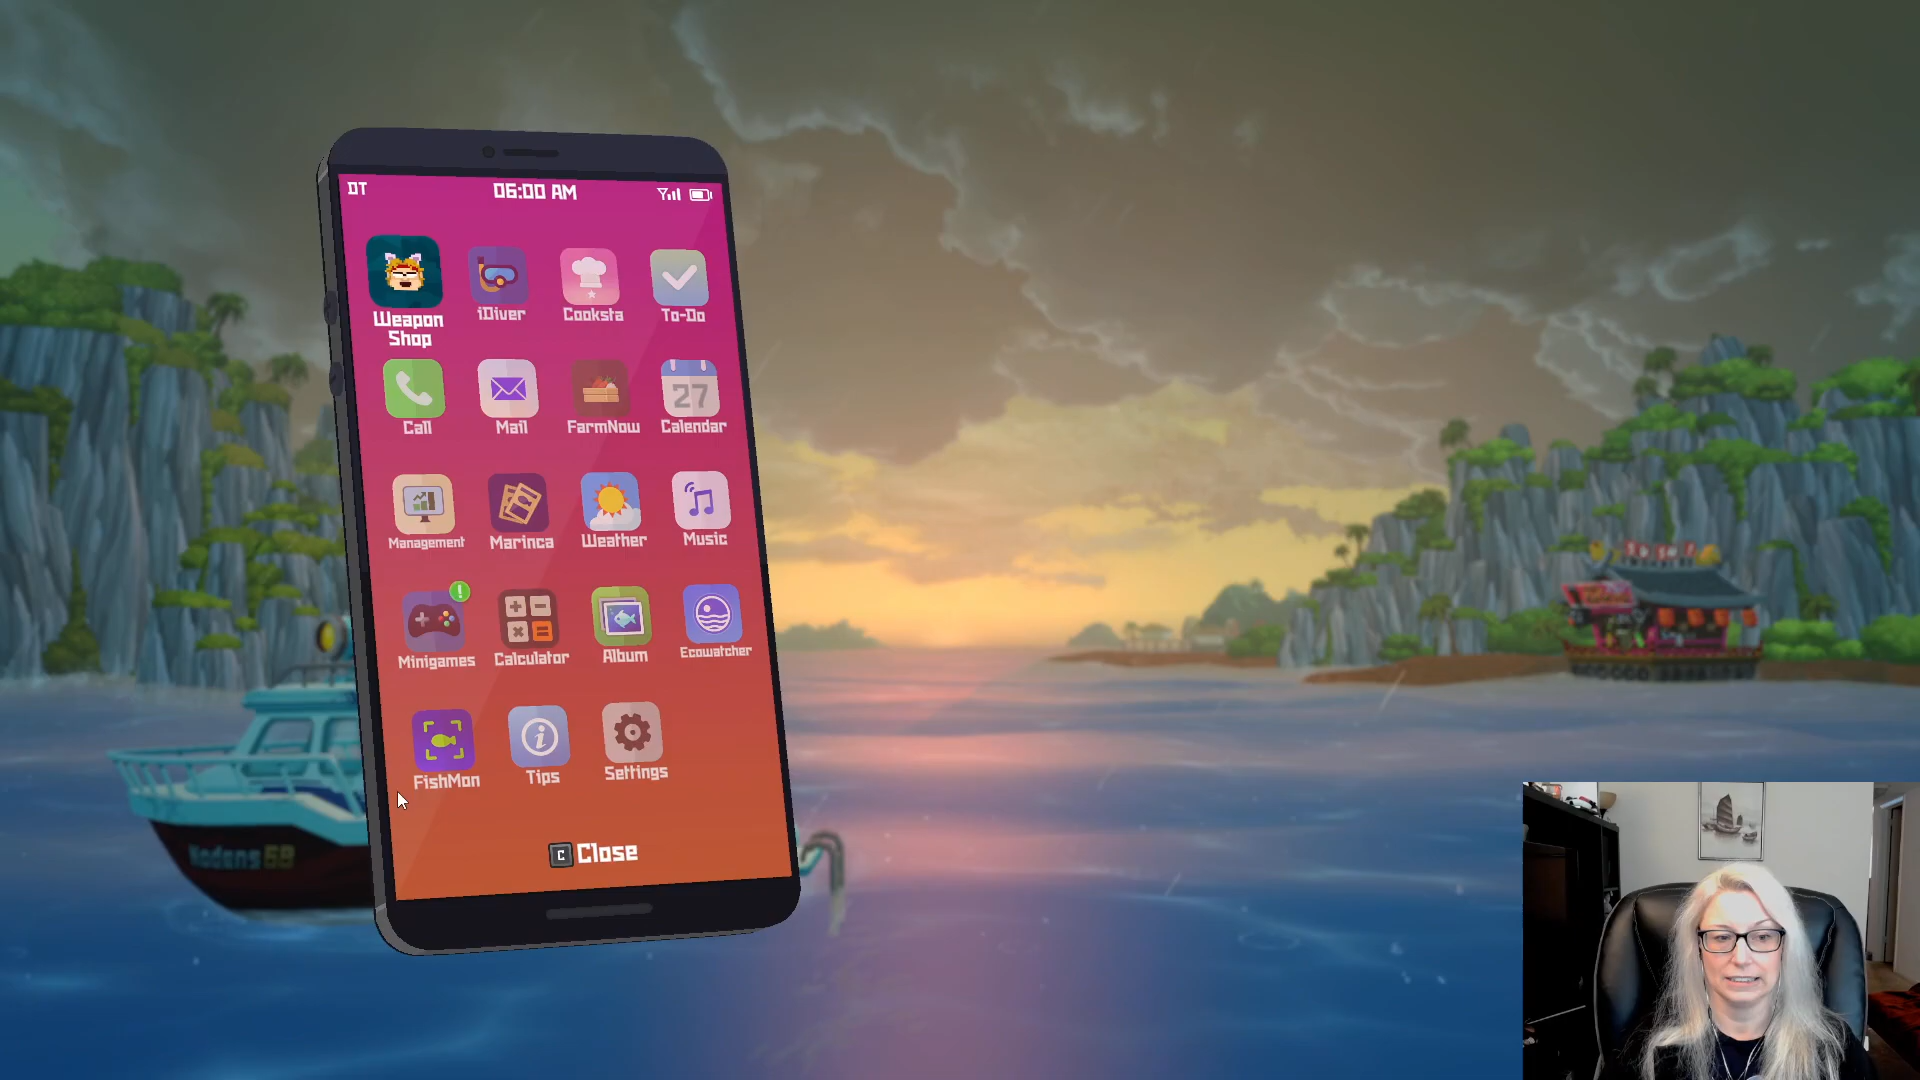 DT 06:00 AM
Weapon Shop
iDiver
Cooksta
To-Do
Call
Mail
FarmNow
27
Calendar
Management
Marinca
Weather
Music
!
Minigames
Calculator
Album
Ecowatcher
FishMon
Tips
Settings
C Close
Nodens68